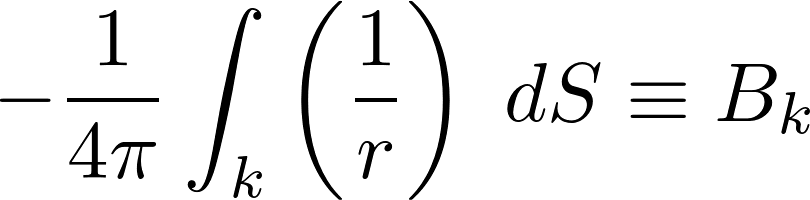 $-\frac{1}{4\pi} \int_k \left( \frac{1}{r} \right) \ dS \equiv B_k$